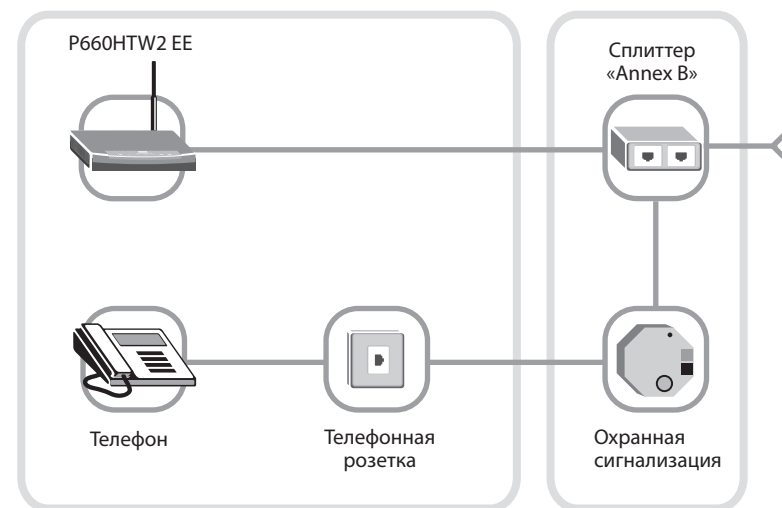 P660HTW2 EE
Сплиттер
«Annex B»
Телефон
Телефонная
розетка
Охранная
сигнализация